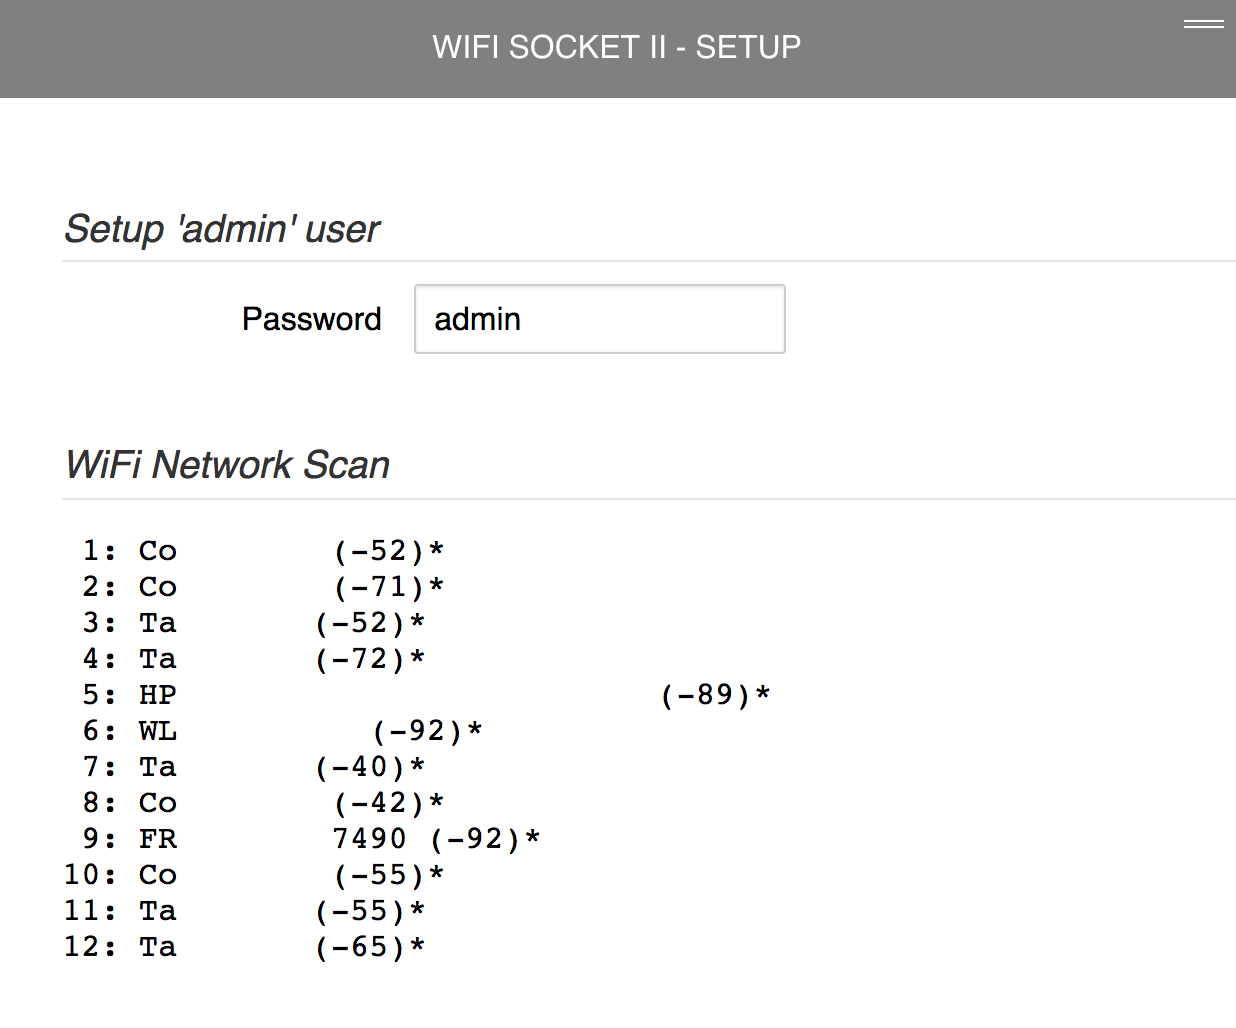 WIFI SOCKET II - SETUP
Setup 'admin' user
Password admin
WiFi Network Scan
1: Co (-52)*
2: Co (-71)*
3: Ta (-52)*
4: Ta (-72)*
5: HP (-89)*
6: WL (-92)*
7: Ta (-40)*
8: Co (-42)*
9: FR 7490 (-92)*
10: Co (-55)*
11: Ta (-55)*
12: Ta (-65)*